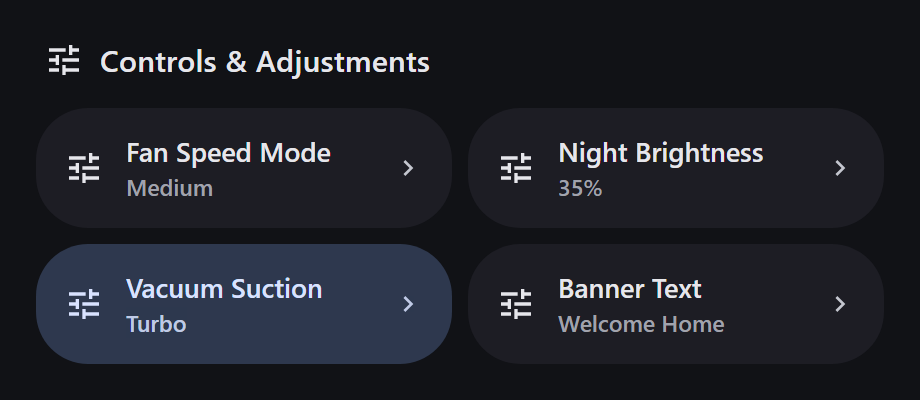 Controls & Adjustments
Fan Speed Mode
Medium
Night Brightness
35%
Vacuum Suction
Turbo
Banner Text
Welcome Home